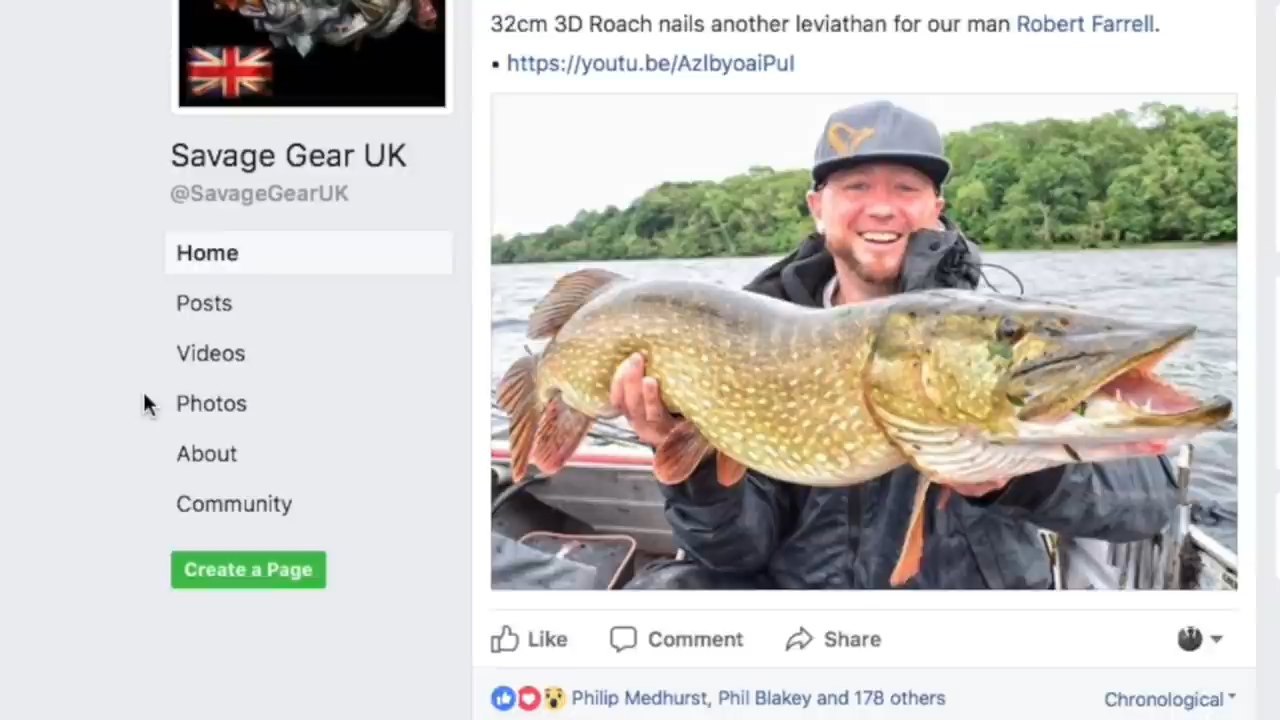 32cm 3D Roach nails another leviathan for our man Robert Farrell.
• https://youtu.be/AzlbyoaiPuI
Savage Gear UK
@SavageGearUK
Home
Posts
Videos
Photos
About
Community
Create a Page
Like Comment Share
Philip Medhurst, Phil Blakey and 178 others
Chronological